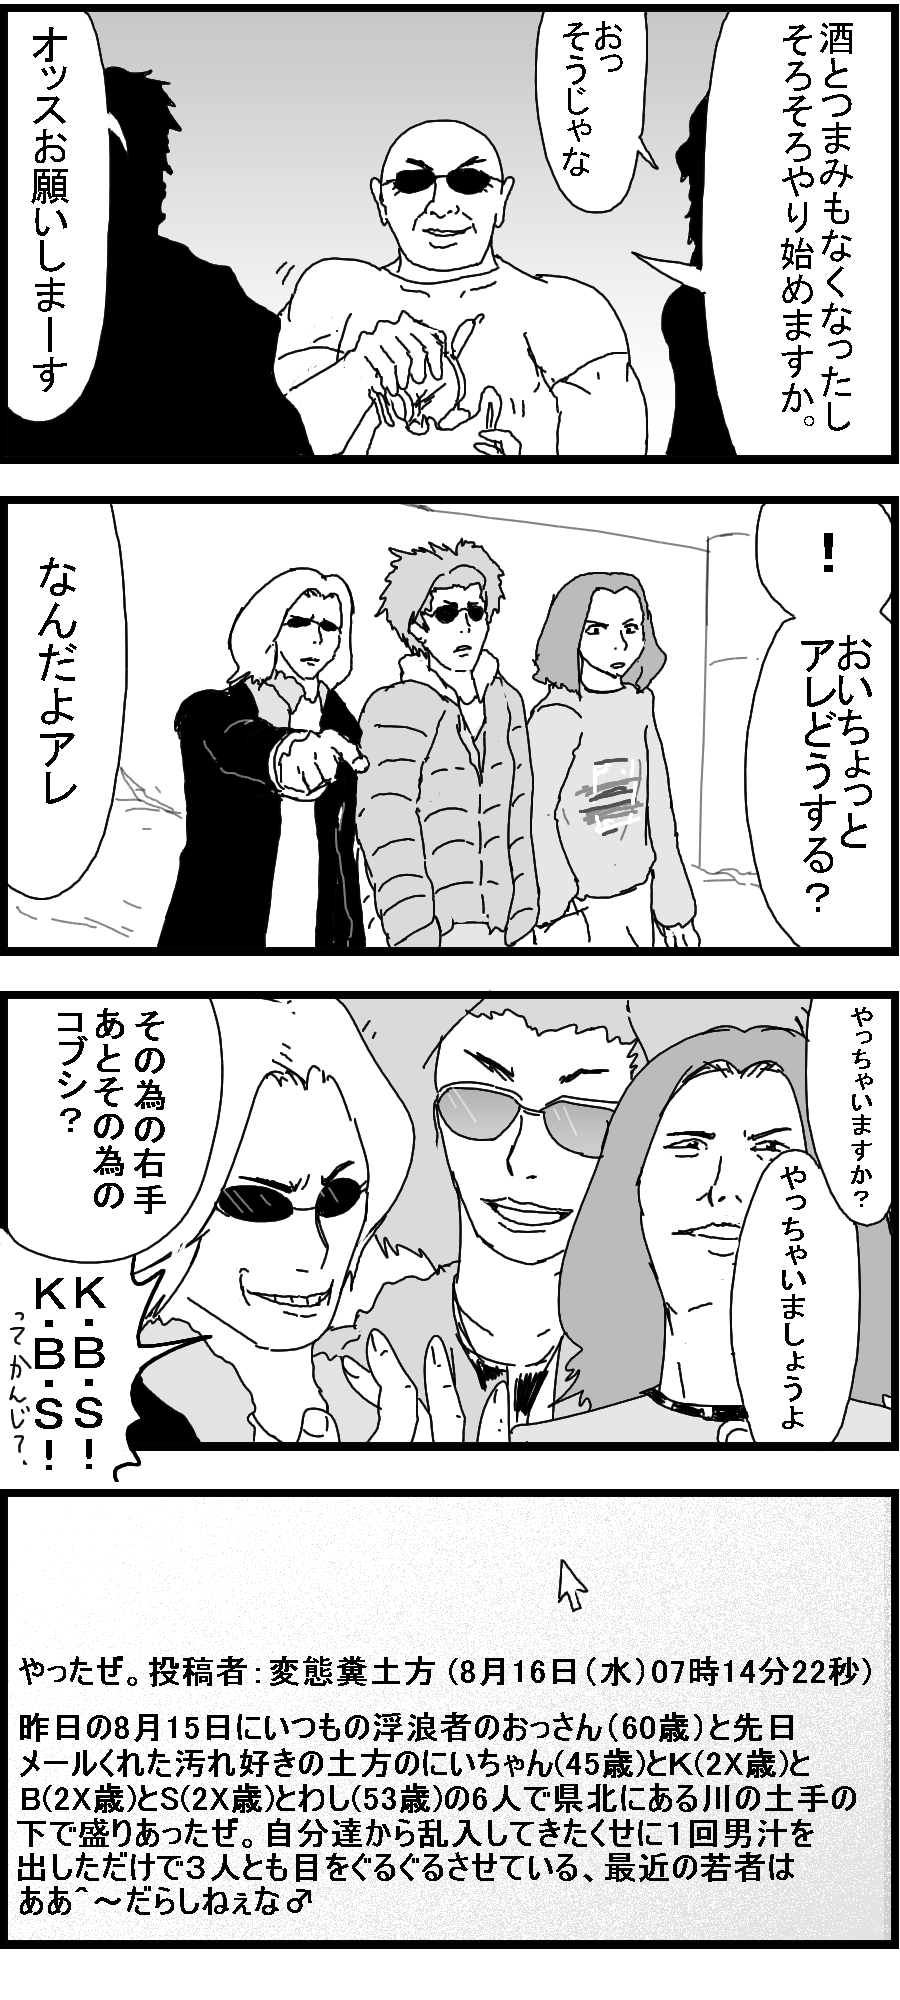 酒とつまみもなくなったし
そろそろやり始めますか。
おっ
そうじゃな
オッスお願いしまーす
！
おいちょっと
アレどうする？
なんだよアレ
やっちゃいますか？
やっちゃいましょうよ
その為の右手
あとその為の
コブシ？
K・B・S！
K・B・S！
ってかんじで、
やったぜ。投稿者：変態糞土方 (8月16日（水）07時14分22秒)
昨日の8月15日にいつもの浮浪者のおっさん（60歳）と先日
メールくれた汚れ好きの土方のにいちゃん(45歳)とK(2X歳)と
B(2X歳)とS(2X歳)とわし(53歳)の6人で県北にある川の土手の
下で盛りあったぜ。自分達から乱入してきたくせに１回男汁を
出しただけで３人とも目をぐるぐるさせている、最近の若者は
ああ＾～だらしねぇな♂